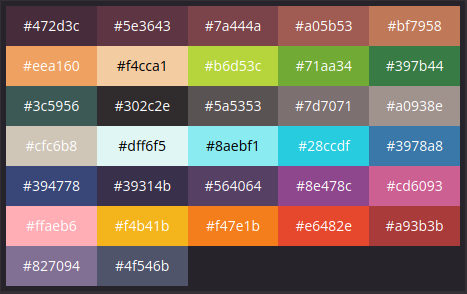 #472d3c #5e3643 #7a444a #a05b53 #bf7958
#eea160 #f4cca1 #b6d53c #71aa34 #397b44
#3c5956 #302c2e #5a5353 #7d7071 #a0938e
#cfc6b8 #dff6f5 #8aebf1 #28ccdf #3978a8
#394778 #39314b #564064 #8e478c #cd6093
#ffaeb6 #f4b41b #f47e1b #e6482e #a93b3b
#827094 #4f546b